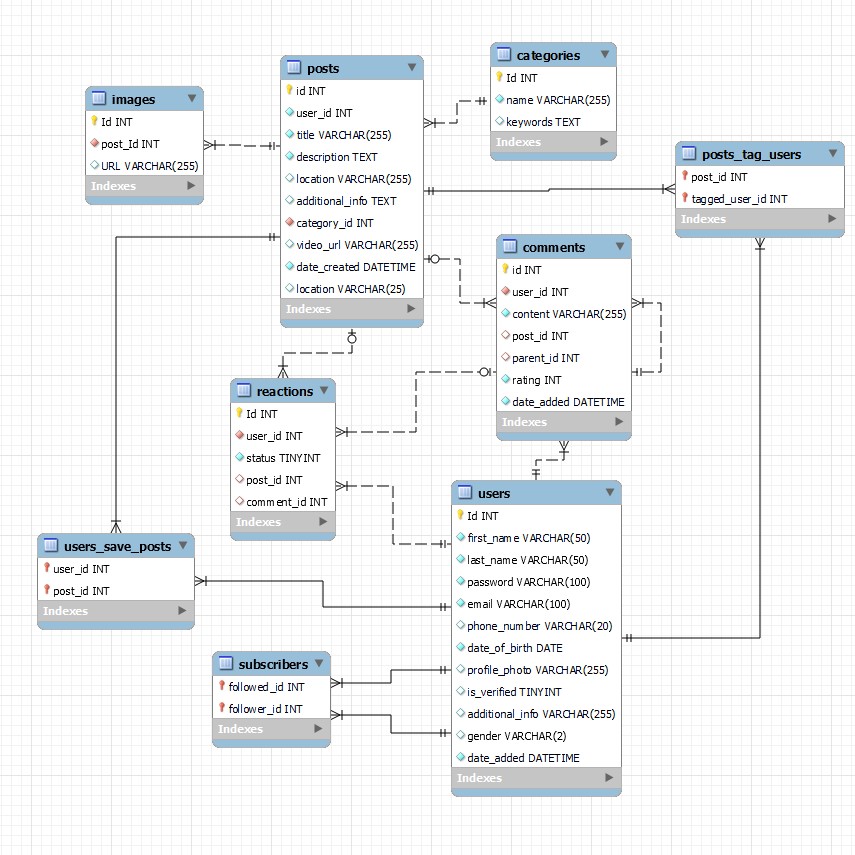 images
Id INT
post_Id INT
URL VARCHAR(255)
Indexes
posts
id INT
user_id INT
title VARCHAR(255)
description TEXT
location VARCHAR(255)
additional_info TEXT
category_id INT
video_url VARCHAR(255)
date_created DATETIME
location VARCHAR(25)
Indexes
categories
Id INT
name VARCHAR(255)
keywords TEXT
Indexes
posts_tag_users
post_id INT
tagged_user_id INT
Indexes
comments
id INT
user_id INT
content VARCHAR(255)
post_id INT
parent_id INT
rating INT
date_added DATETIME
Indexes
reactions
Id INT
user_id INT
status TINYINT
post_id INT
comment_id INT
Indexes
users
Id INT
first_name VARCHAR(50)
last_name VARCHAR(50)
password VARCHAR(100)
email VARCHAR(100)
phone_number VARCHAR(20)
date_of_birth DATE
profile_photo VARCHAR(255)
is_verified TINYINT
additional_info VARCHAR(255)
gender VARCHAR(2)
date_added DATETIME
Indexes
users_save_posts
user_id INT
post_id INT
Indexes
subscribers
followed_id INT
follower_id INT
Indexes